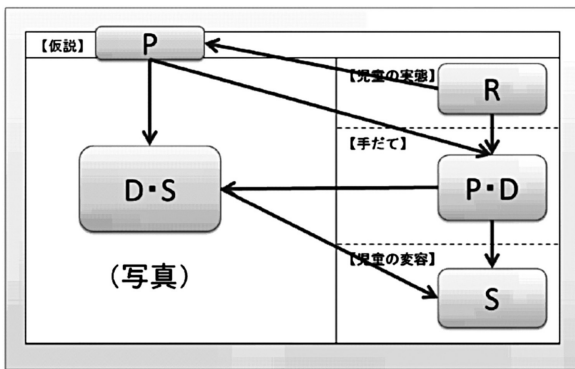 【仮説】
P
【児童の実態】
R
【手だて】
D・S
P・D
（写真）
【児童の変容】
S